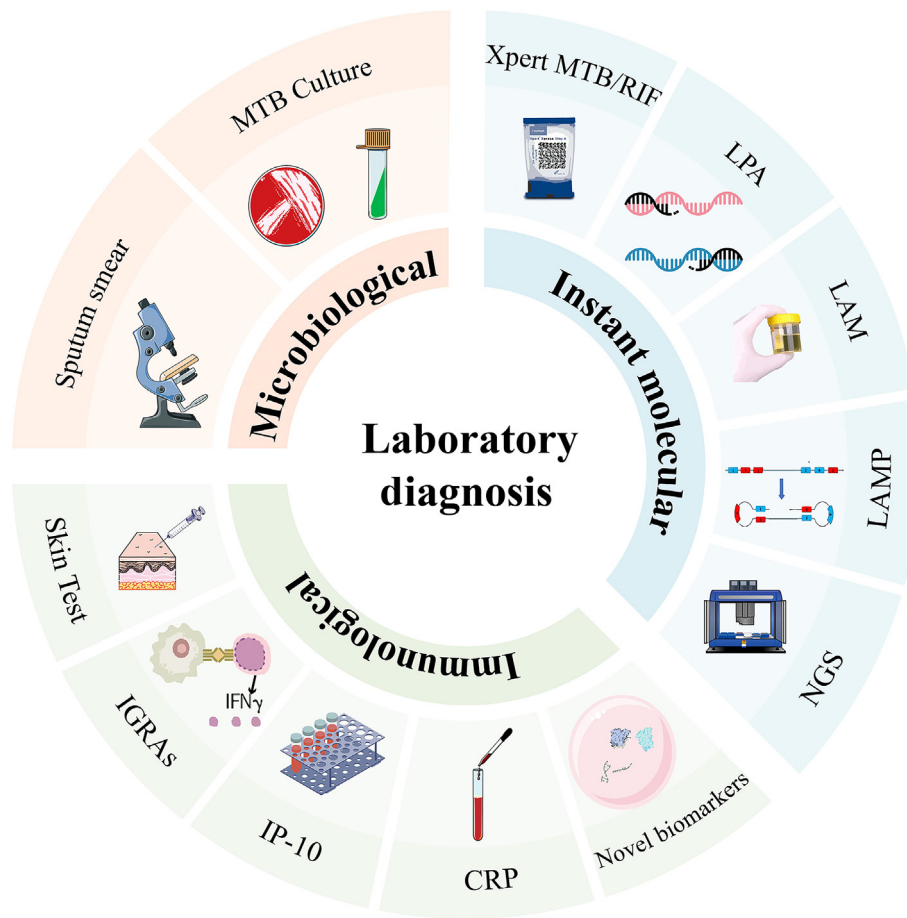 Laboratory
diagnosis
Microbiological
Sputum smear
MTB Culture
Instant molecular
Xpert MTB/RIF
LPA
LAM
LAMP
NGS
Immunological
Skin Test
IGRAs
IFNγ
IP-10
CRP
Novel biomarkers